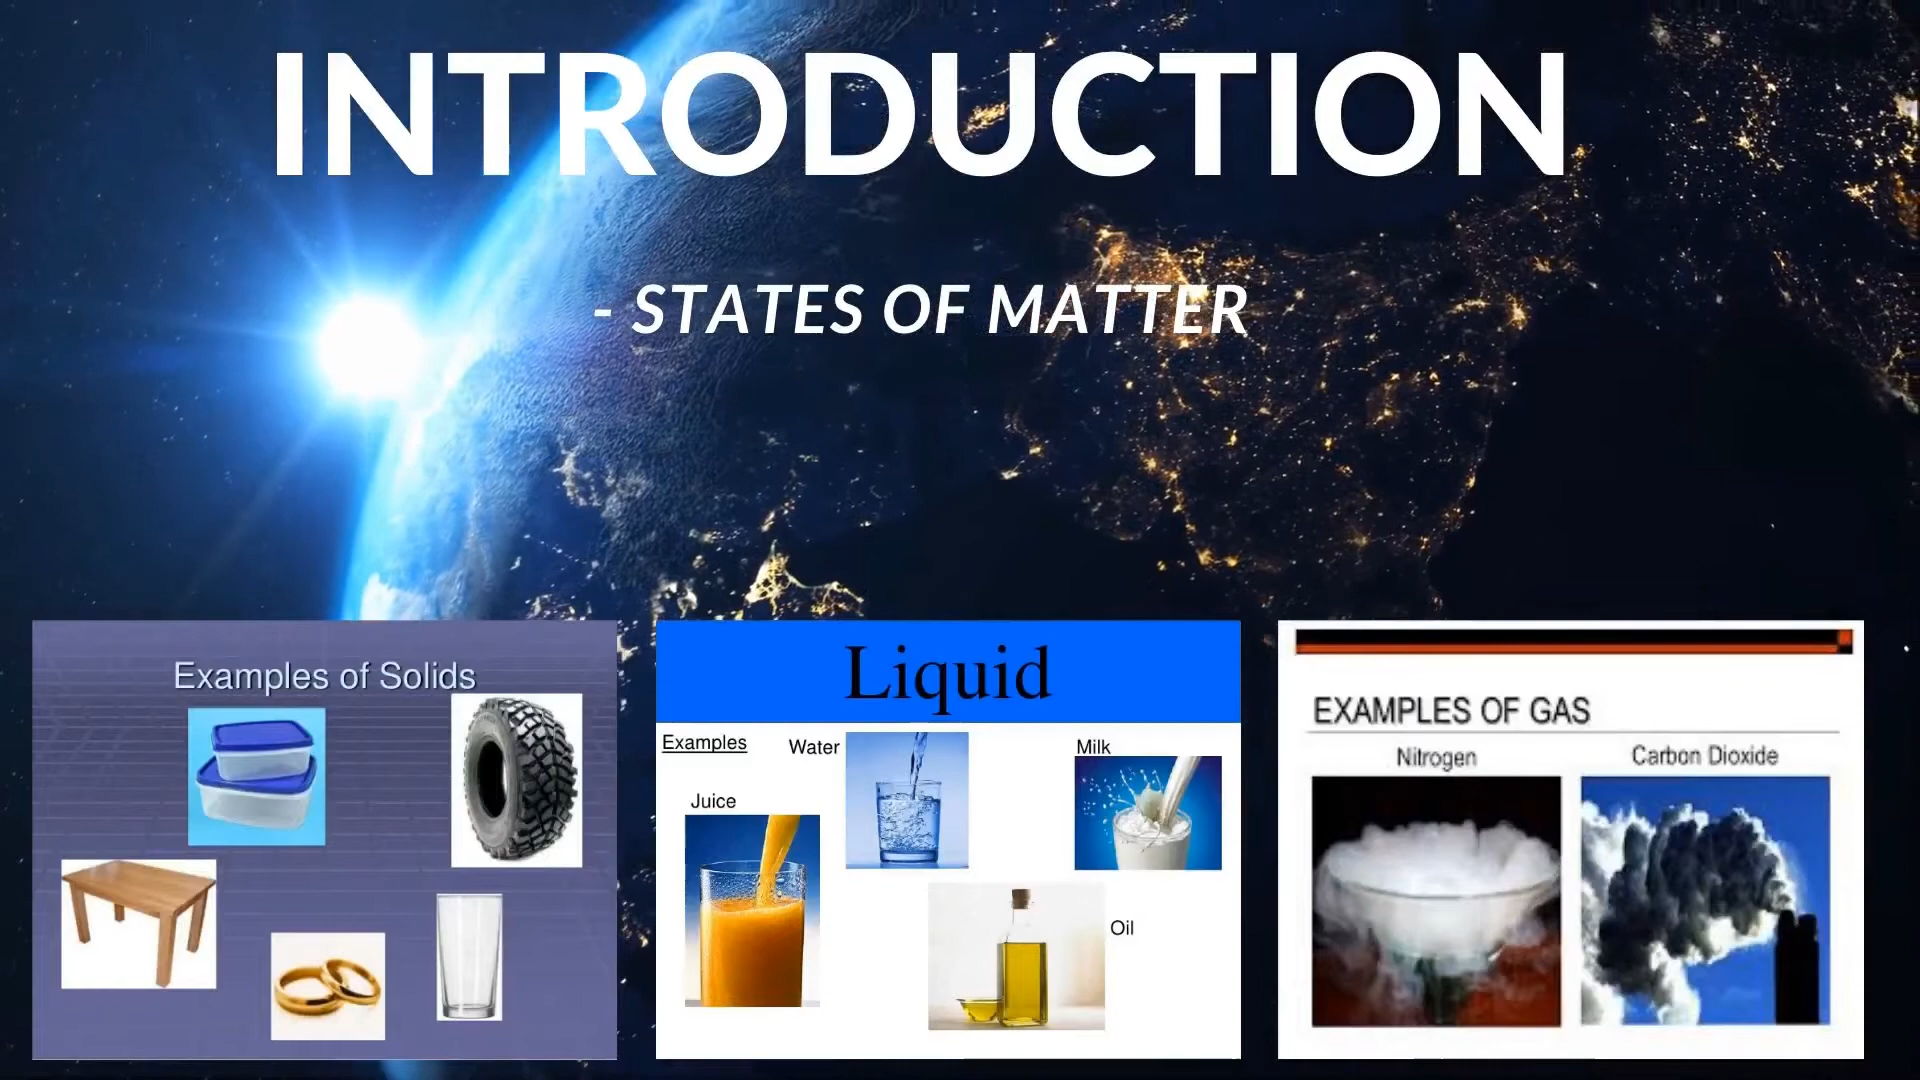 INTRODUCTION
- STATES OF MATTER
Examples of Solids
Liquid
Examples
Water
Milk
Juice
Oil
EXAMPLES OF GAS
Nitrogen
Carbon Dioxide